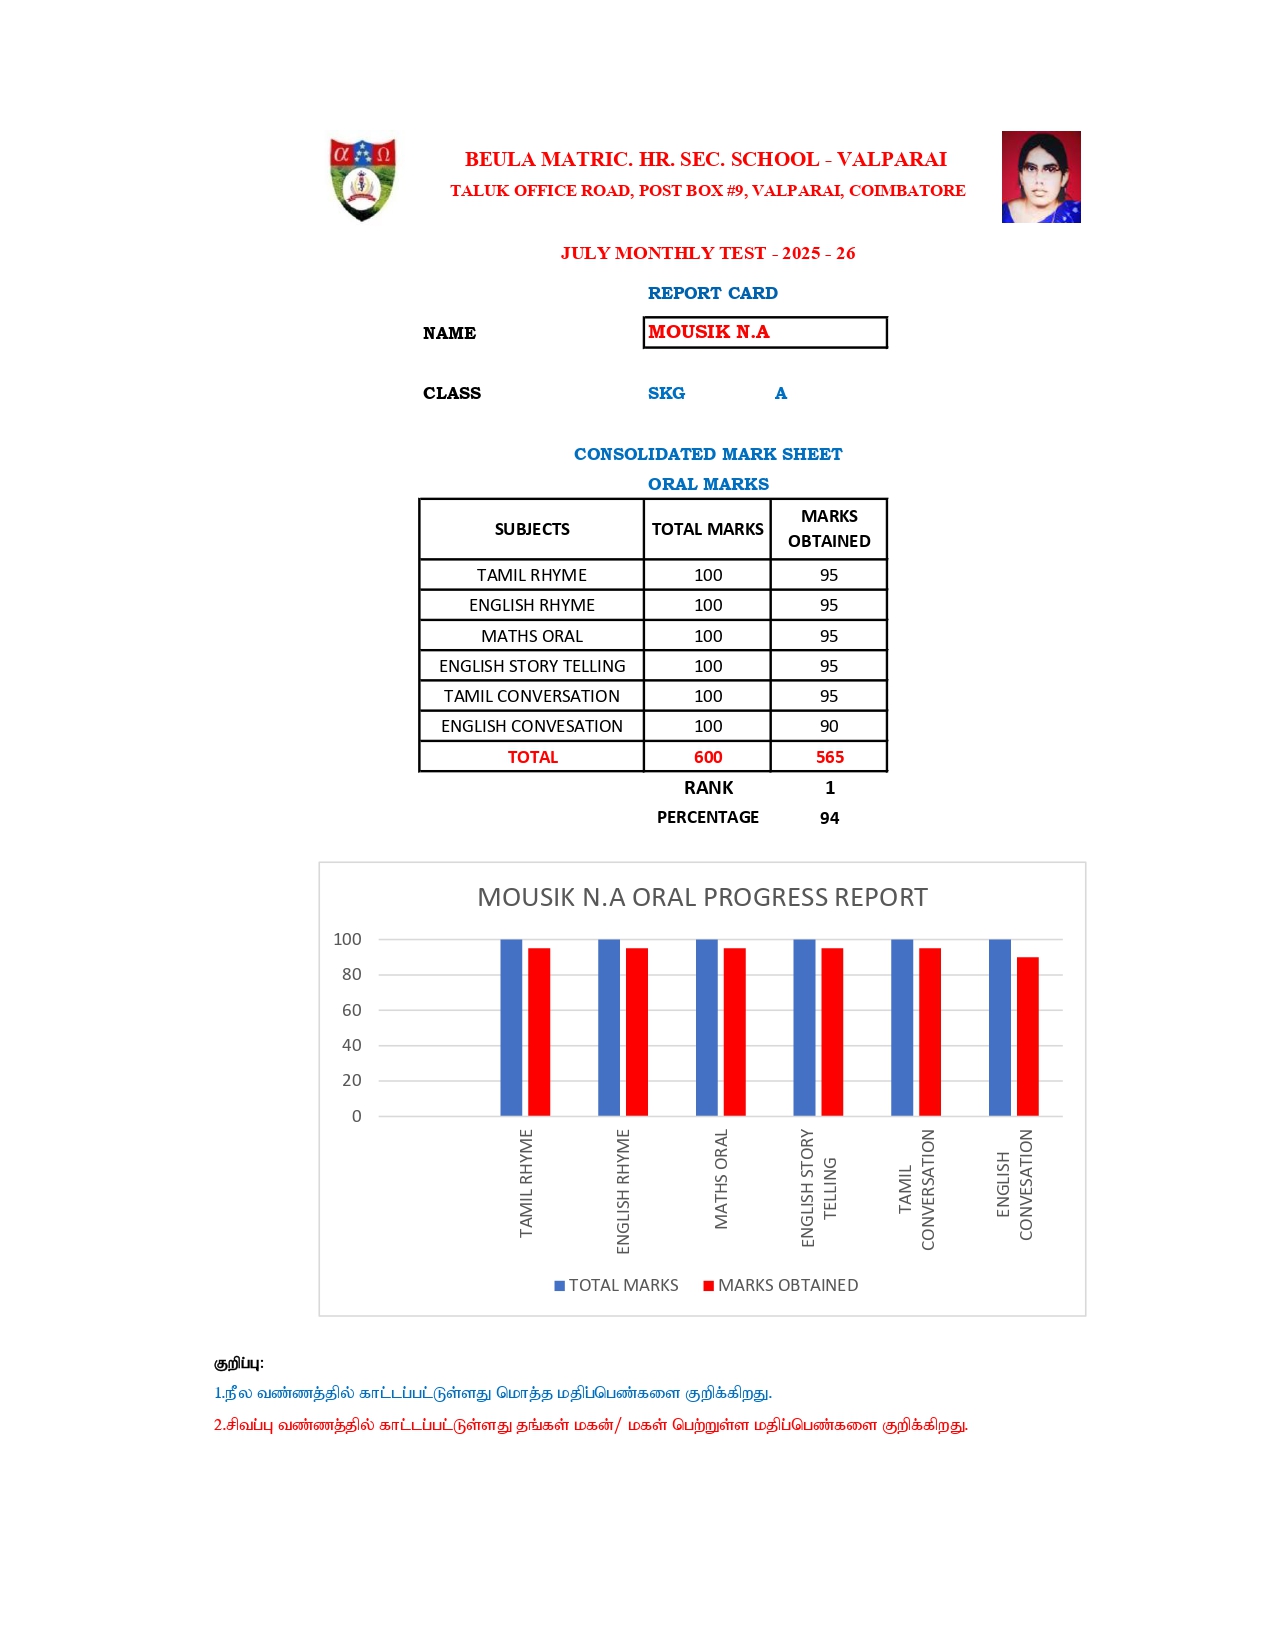 α Ω
BEULA MATRIC. HR. SEC. SCHOOL - VALPARAI
TALUK OFFICE ROAD, POST BOX #9, VALPARAI, COIMBATORE
JULY MONTHLY TEST - 2025 - 26
REPORT CARD
NAME MOUSIK N.A
CLASS SKG A
CONSOLIDATED MARK SHEET
ORAL MARKS
SUBJECTS TOTAL MARKS MARKS OBTAINED
TAMIL RHYME 100 95
ENGLISH RHYME 100 95
MATHS ORAL 100 95
ENGLISH STORY TELLING 100 95
TAMIL CONVERSATION 100 95
ENGLISH CONVESATION 100 90
TOTAL 600 565
RANK 1
PERCENTAGE 94
MOUSIK N.A ORAL PROGRESS REPORT
100
80
60
40
20
0
TAMIL RHYME
ENGLISH RHYME
MATHS ORAL
ENGLISH STORY TELLING
TAMIL CONVERSATION
ENGLISH CONVESATION
TOTAL MARKS MARKS OBTAINED
குறிப்பு:
1.நீல வண்ணத்தில் காட்டப்பட்டுள்ளது மொத்த மதிப்பெண்களை குறிக்கிறது.
2.சிவப்பு வண்ணத்தில் காட்டப்பட்டுள்ளது தங்கள் மகன்/ மகள் பெற்றுள்ள மதிப்பெண்களை குறிக்கிறது.